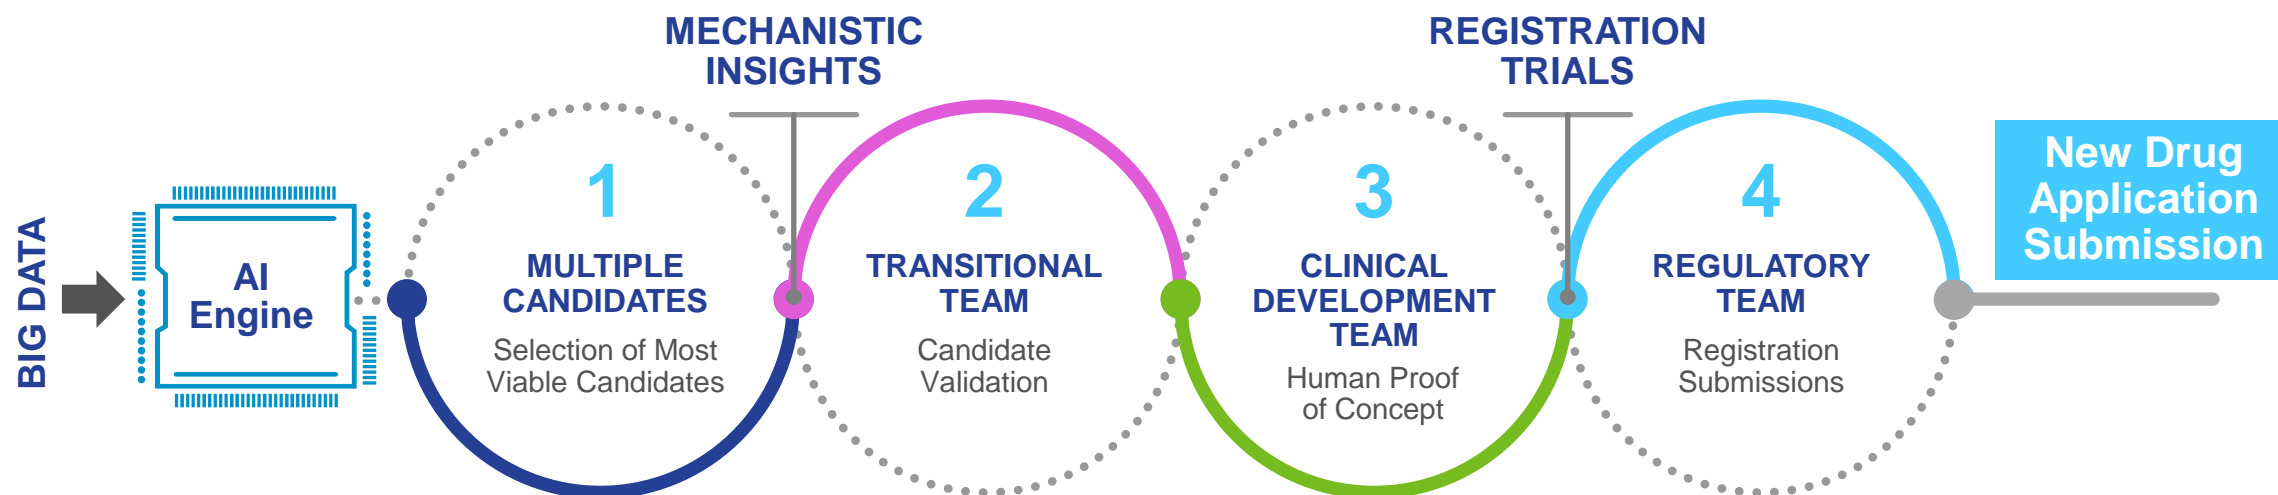 BIG DATA
AI
Engine
1
MULTIPLE
CANDIDATES
Selection of Most
Viable Candidates
MECHANISTIC
INSIGHTS
2
TRANSITIONAL
TEAM
Candidate
Validation
3
CLINICAL
DEVELOPMENT
TEAM
Human Proof
of Concept
REGISTRATION
TRIALS
4
REGULATORY
TEAM
Registration
Submissions
New Drug
Application
Submission